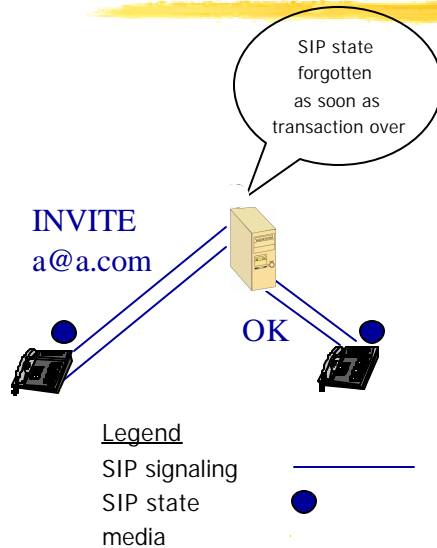 SIP state
forgotten
as soon as
transaction over
INVITE
a@a.com
OK
Legend
SIP signaling
SIP state
media